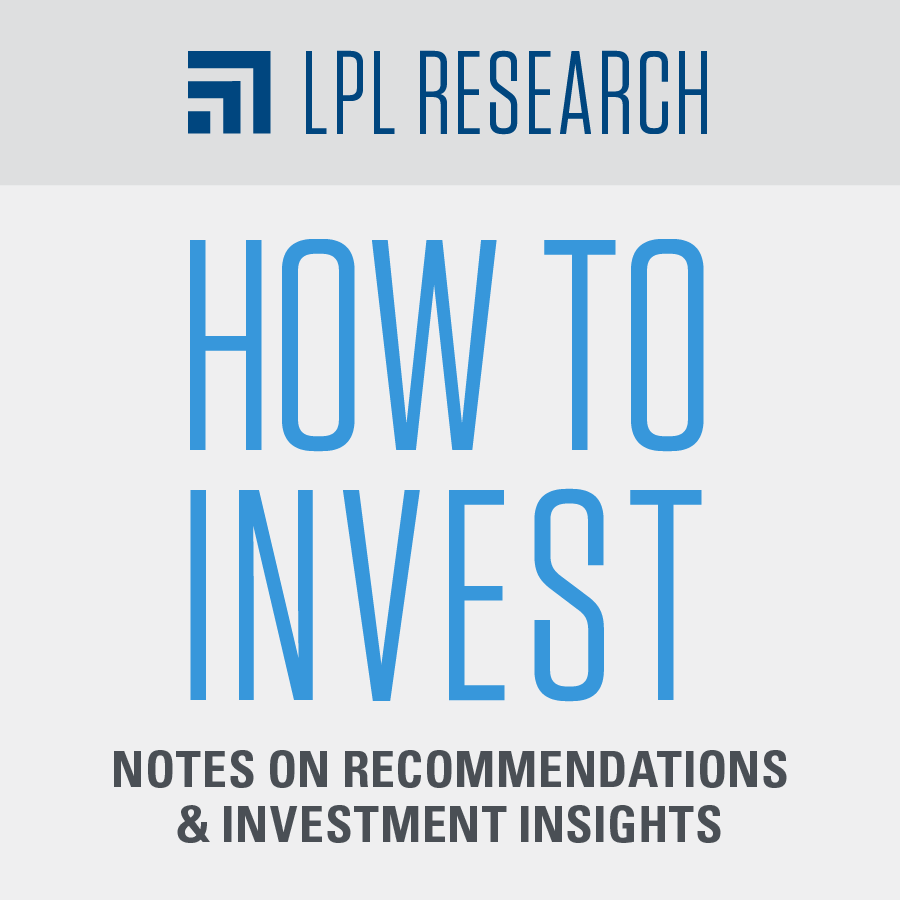 LPL RESEARCH
HOW TO
INVEST
NOTES ON RECOMMENDATIONS
& INVESTMENT INSIGHTS